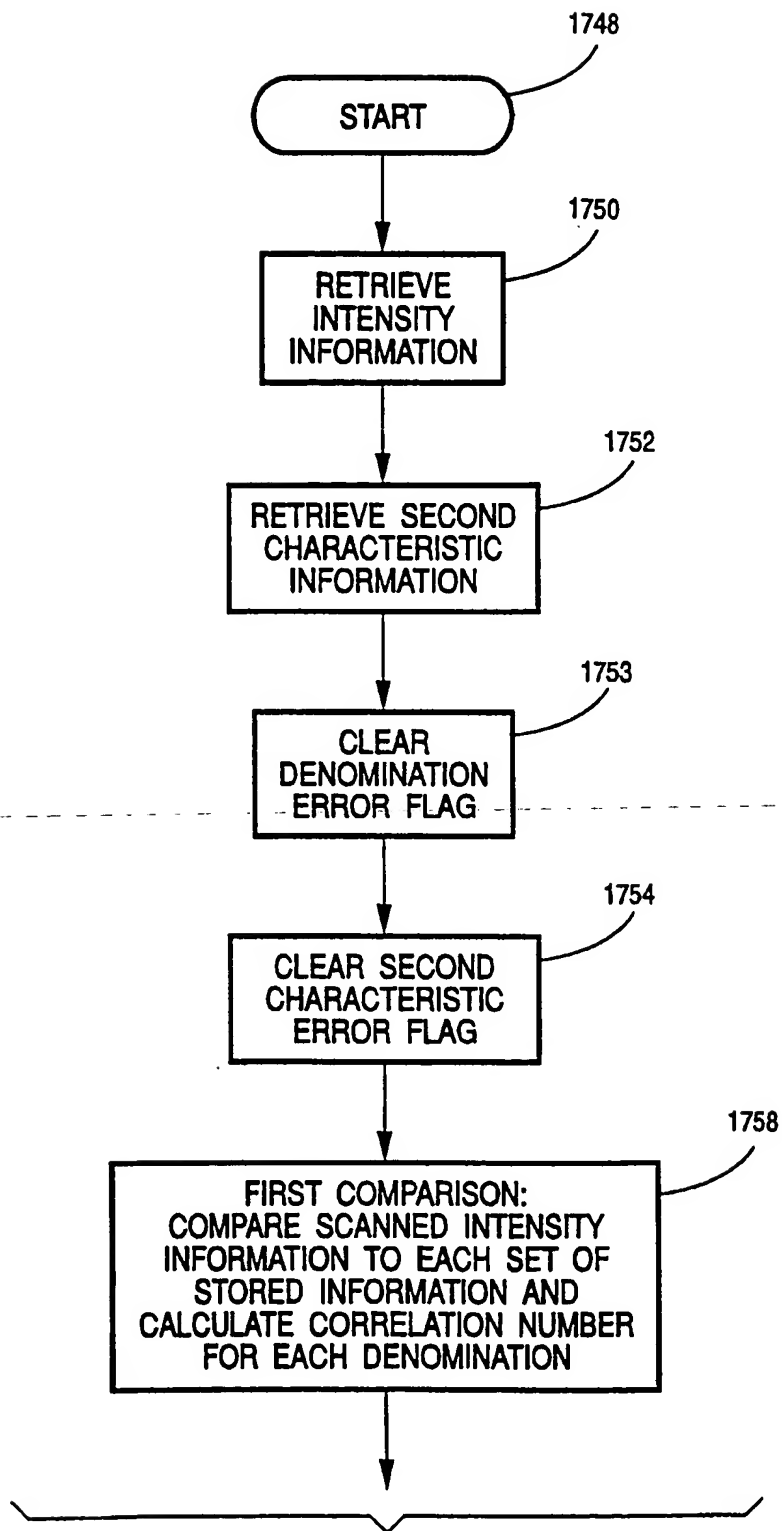 1748
START
1750
RETRIEVE
INTENSITY
INFORMATION
1752
RETRIEVE SECOND
CHARACTERISTIC
INFORMATION
1753
CLEAR
DENOMINATION
ERROR FLAG
1754
CLEAR SECOND
CHARACTERISTIC
ERROR FLAG
1758
FIRST COMPARISON:
COMPARE SCANNED INTENSITY
INFORMATION TO EACH SET OF
STORED INFORMATION AND
CALCULATE CORRELATION NUMBER
FOR EACH DENOMINATION